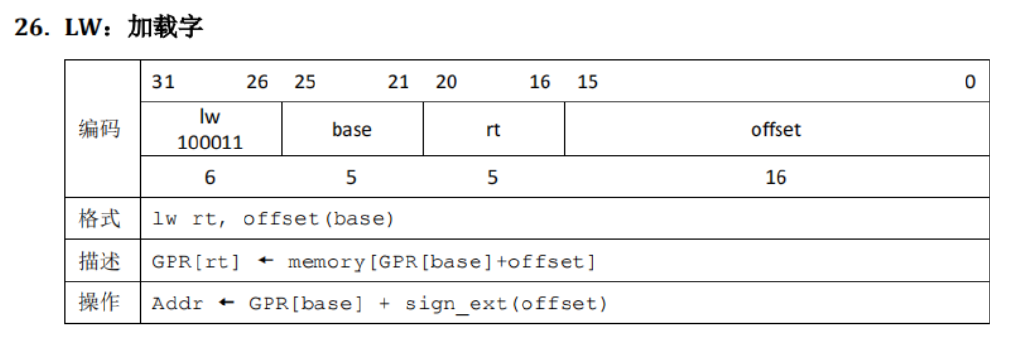 26. LW：加载字
31 26 25 21 20 16 15 0
编码
lw
100011
base rt offset
6 5 5 16
格式 lw rt, offset(base)
描述 GPR[rt] ← memory[GPR[base]+offset]
操作 Addr ← GPR[base] + sign_ext(offset)